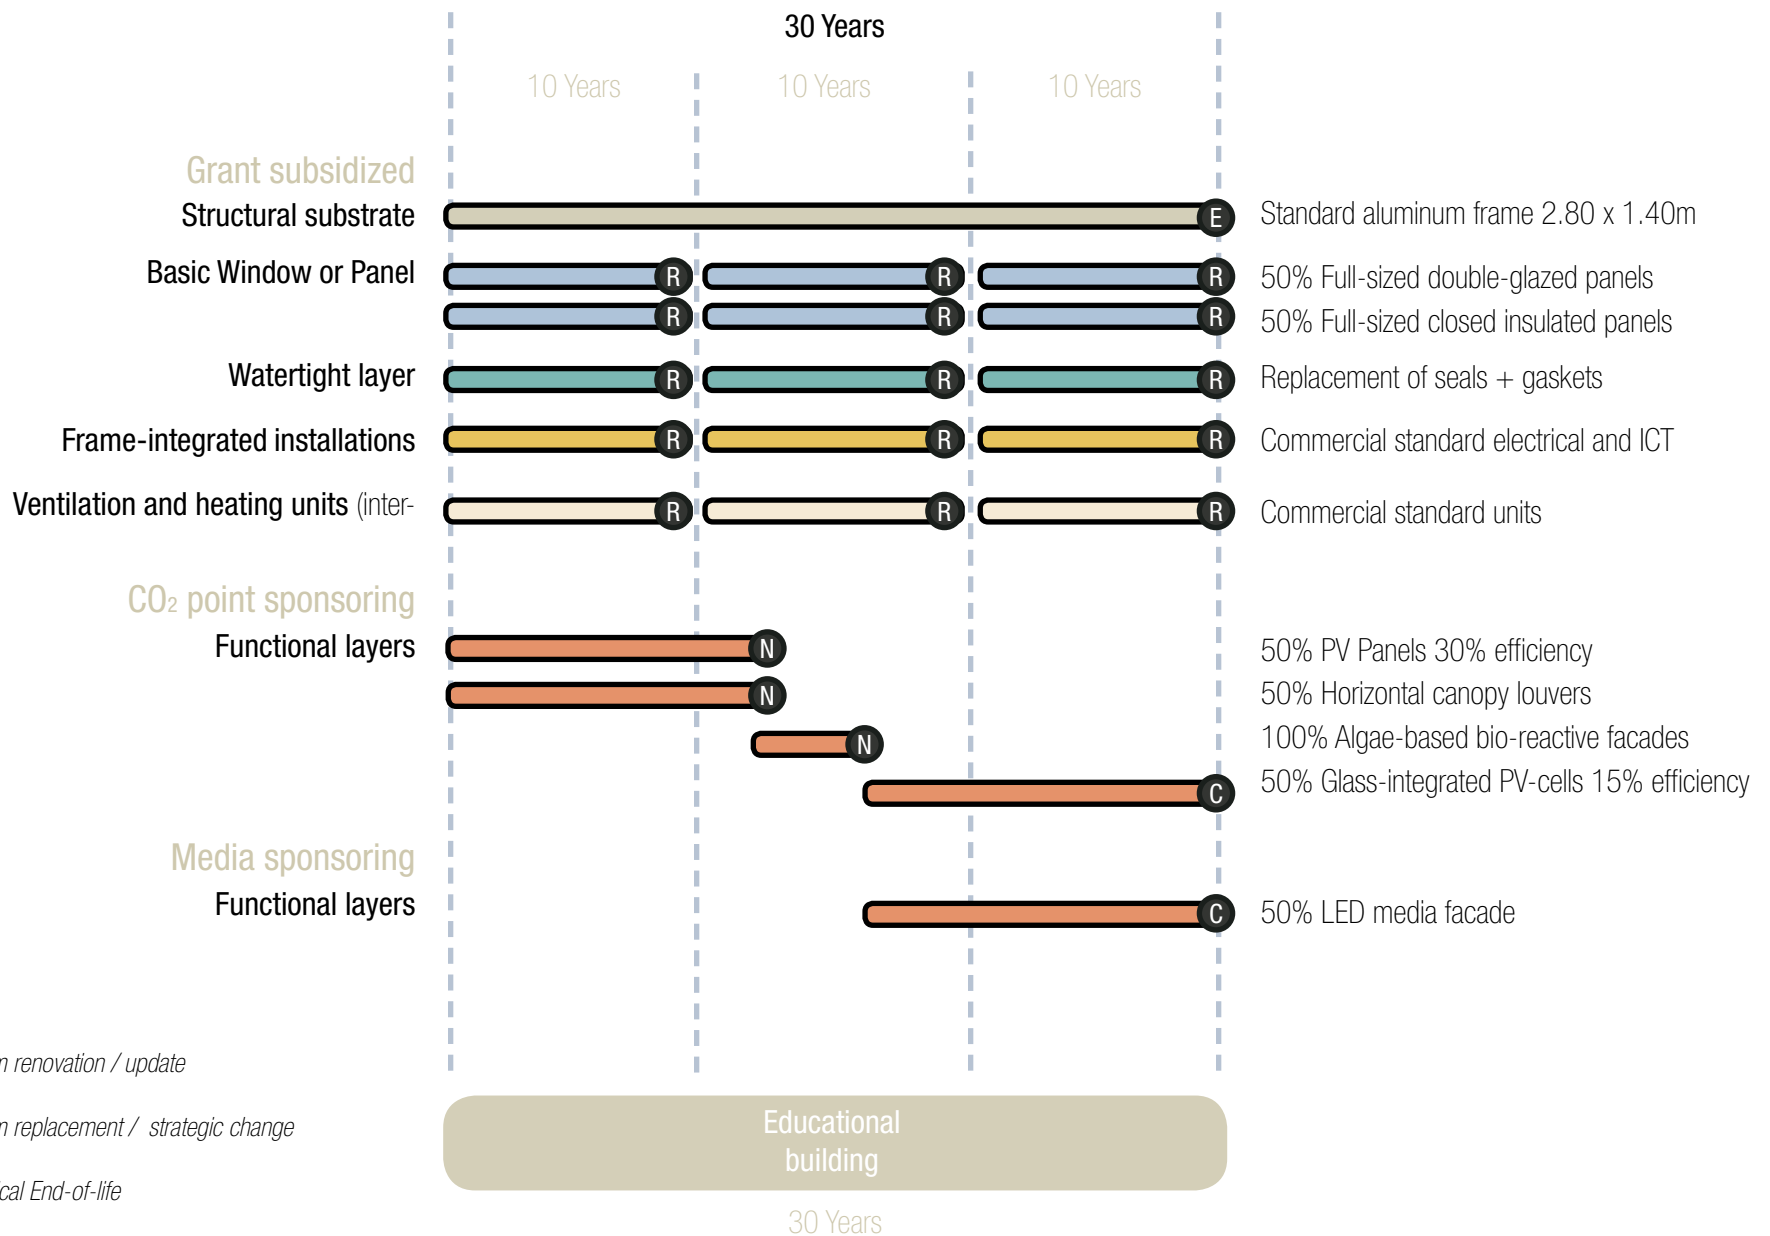 30 Years
10 Years 10 Years 10 Years
Grant subsidized
Structural substrate E Standard aluminum frame 2.80 x 1.40m
Basic Window or Panel R R R 50% Full-sized double-glazed panels
R R R 50% Full-sized closed insulated panels
Watertight layer R R R Replacement of seals + gaskets
Frame-integrated installations R R R Commercial standard electrical and ICT
Ventilation and heating units (inter- R R R Commercial standard units
CO₂ point sponsoring
Functional layers N 50% PV Panels 30% efficiency
N 50% Horizontal canopy louvers
N 100% Algae-based bio-reactive facades
C 50% Glass-integrated PV-cells 15% efficiency
Media sponsoring
Functional layers C 50% LED media facade
renovation / update
replacement / strategic change
End-of-life
Educational
building
30 Years